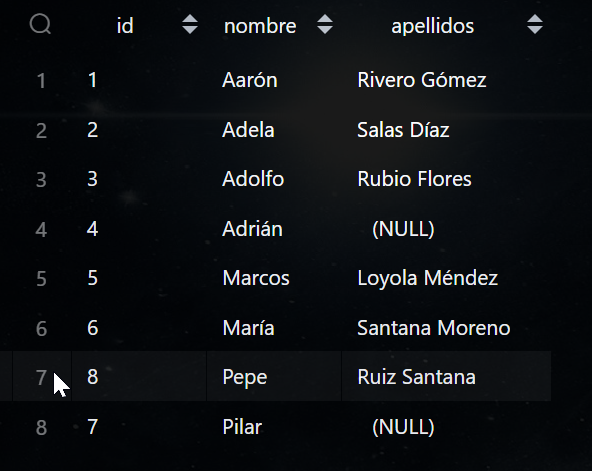 id nombre apellidos
1 1 Aarón Rivero Gómez
2 2 Adela Salas Díaz
3 3 Adolfo Rubio Flores
4 4 Adrián (NULL)
5 5 Marcos Loyola Méndez
6 6 María Santana Moreno
7 8 Pepe Ruiz Santana
8 7 Pilar (NULL)